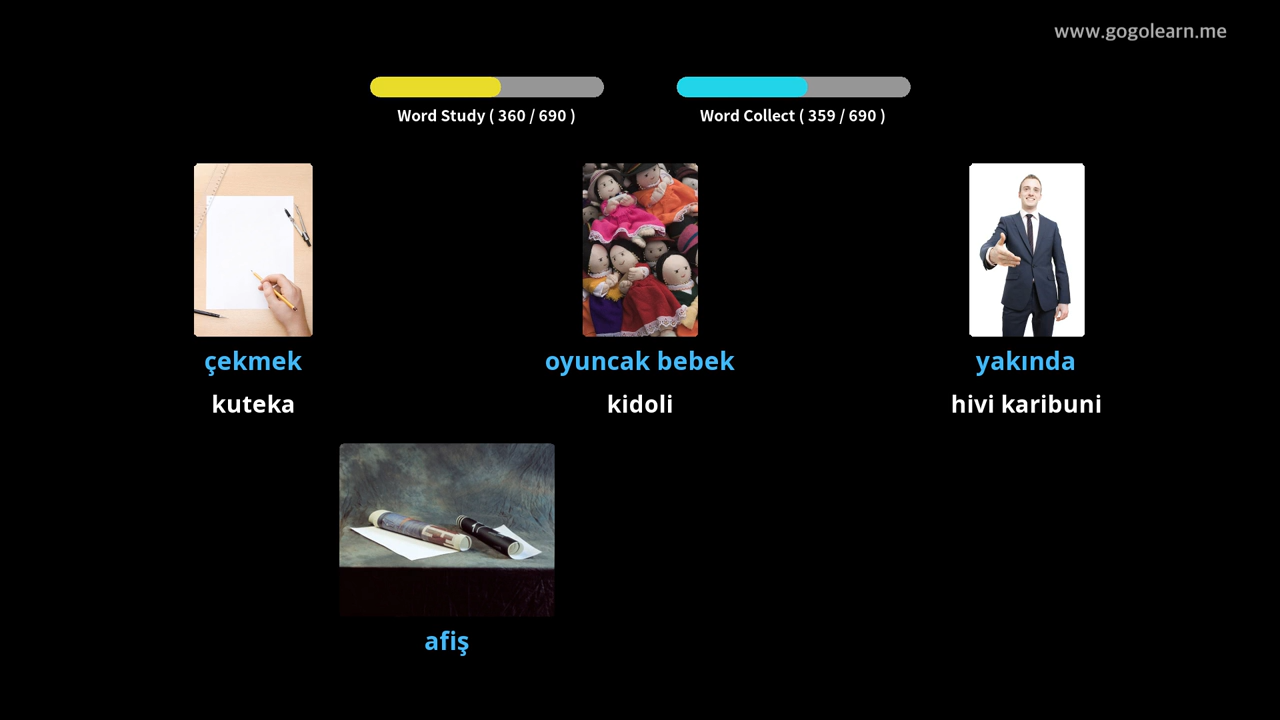 www.gogolearn.me
Word Study ( 360 / 690 )
Word Collect ( 359 / 690 )
çekmek
oyuncak bebek
yakında
kuteka
kidoli
hivi karibuni
afiş